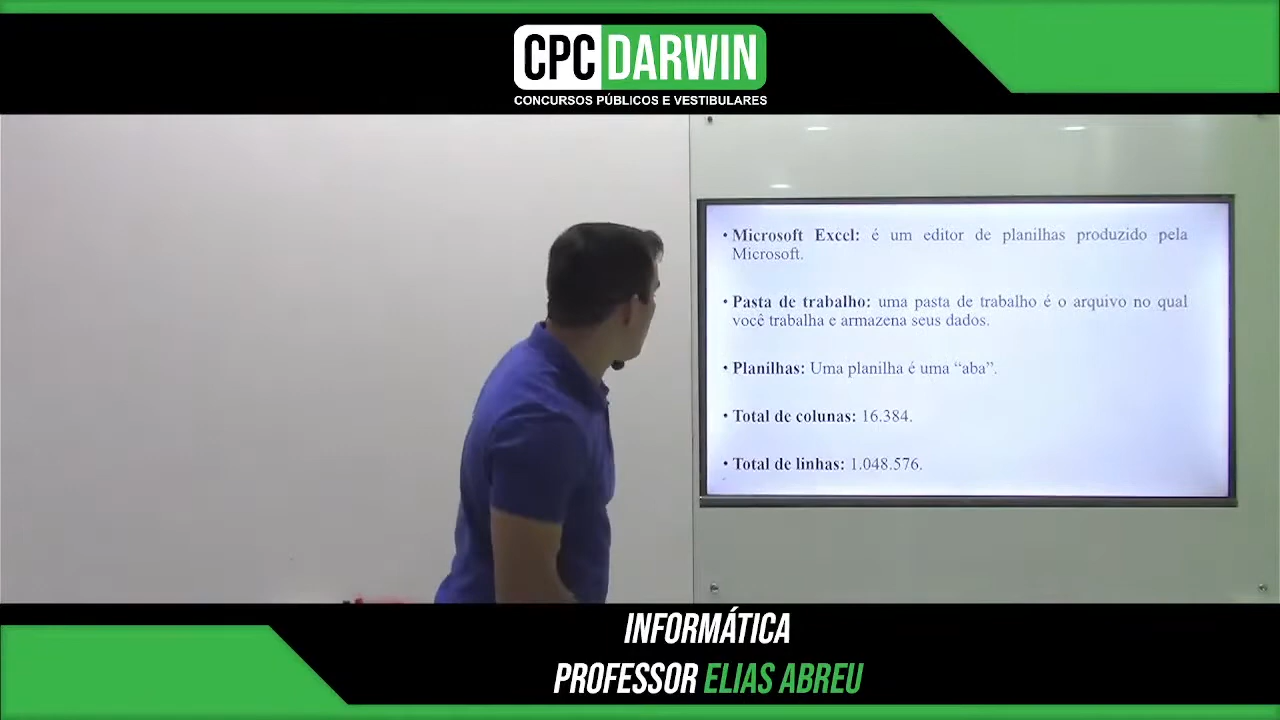 CPC DARWIN
CONCURSOS PÚBLICOS E VESTIBULARES
• Microsoft Excel: é um editor de planilhas produzido pela
Microsoft.
• Pasta de trabalho: uma pasta de trabalho é o arquivo no qual
você trabalha e armazena seus dados.
• Planilhas: Uma planilha é uma “aba”.
• Total de colunas: 16.384.
• Total de linhas: 1.048.576.
INFORMÁTICA
PROFESSOR ELIAS ABREU